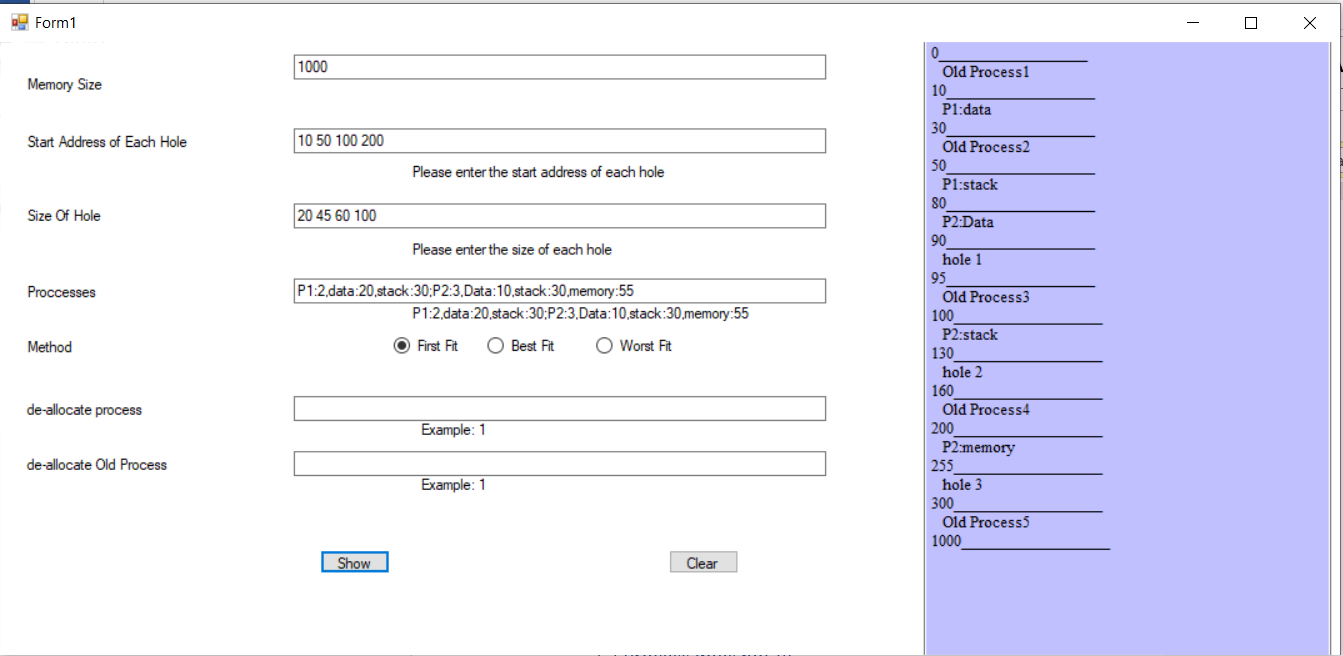 Form1
Memory Size
1000
Start Address of Each Hole
10 50 100 200
Please enter the start address of each hole
Size Of Hole
20 45 60 100
Please enter the size of each hole
Proccesses
P1:2,data:20,stack:30;P2:3,Data:10,stack:30,memory:55
P1:2,data:20,stack:30;P2:3,Data:10,stack:30,memory:55
Method
First Fit Best Fit Worst Fit
de-allocate process
Example: 1
de-allocate Old Process
Example: 1
Show Clear
0
Old Process1
10
P1:data
30
Old Process2
50
P1:stack
80
P2:Data
90
hole 1
95
Old Process3
100
P2:stack
130
hole 2
160
Old Process4
200
P2:memory
255
hole 3
300
Old Process5
1000